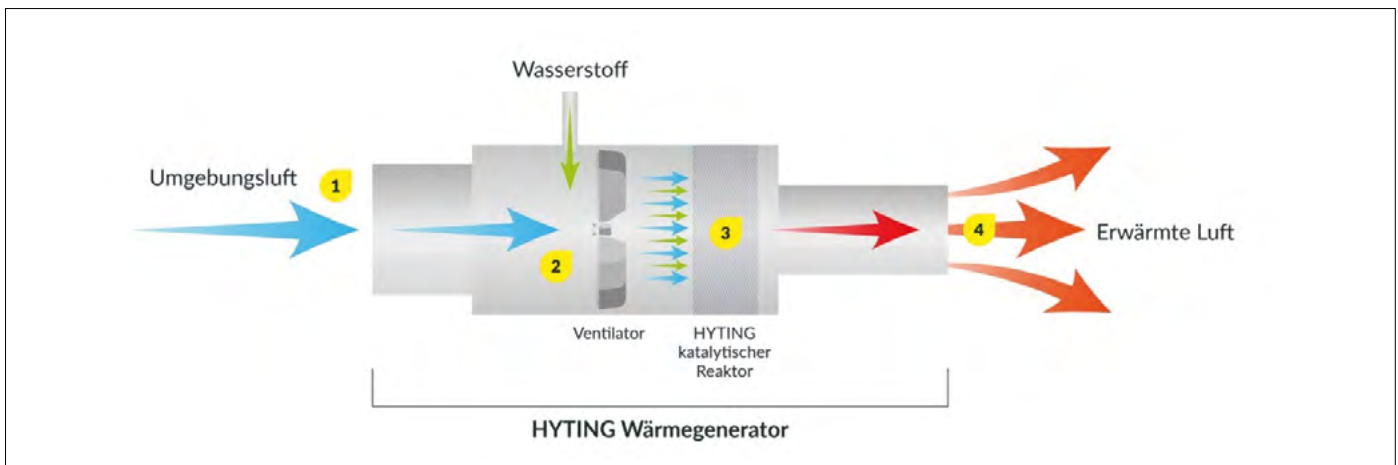 Wasserstoff
Umgebungsluft
1
2
3
4
Erwärmte Luft
Ventilator
HYTING
katalytischer
Reaktor
HYTING Wärmegenerator